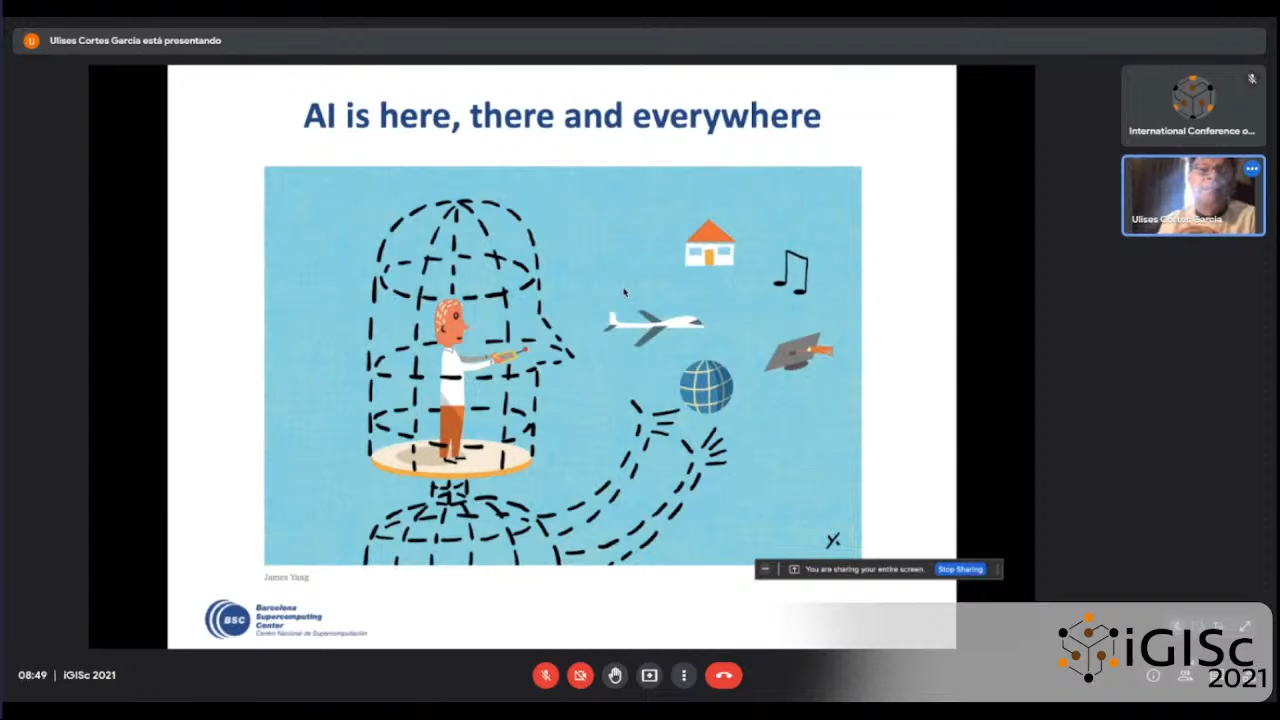 Ulises Cortes Garcia está presentando
AI is here, there and everywhere
International Conference o...
Ulises Cortes Garcia
James Yang
You are sharing your entire screen.
Stop Sharing
BSC
Barcelona
Supercomputing
Center
Centro Nacional de Supercomputación
08:49 | iGISc 2021
iGISc
2021